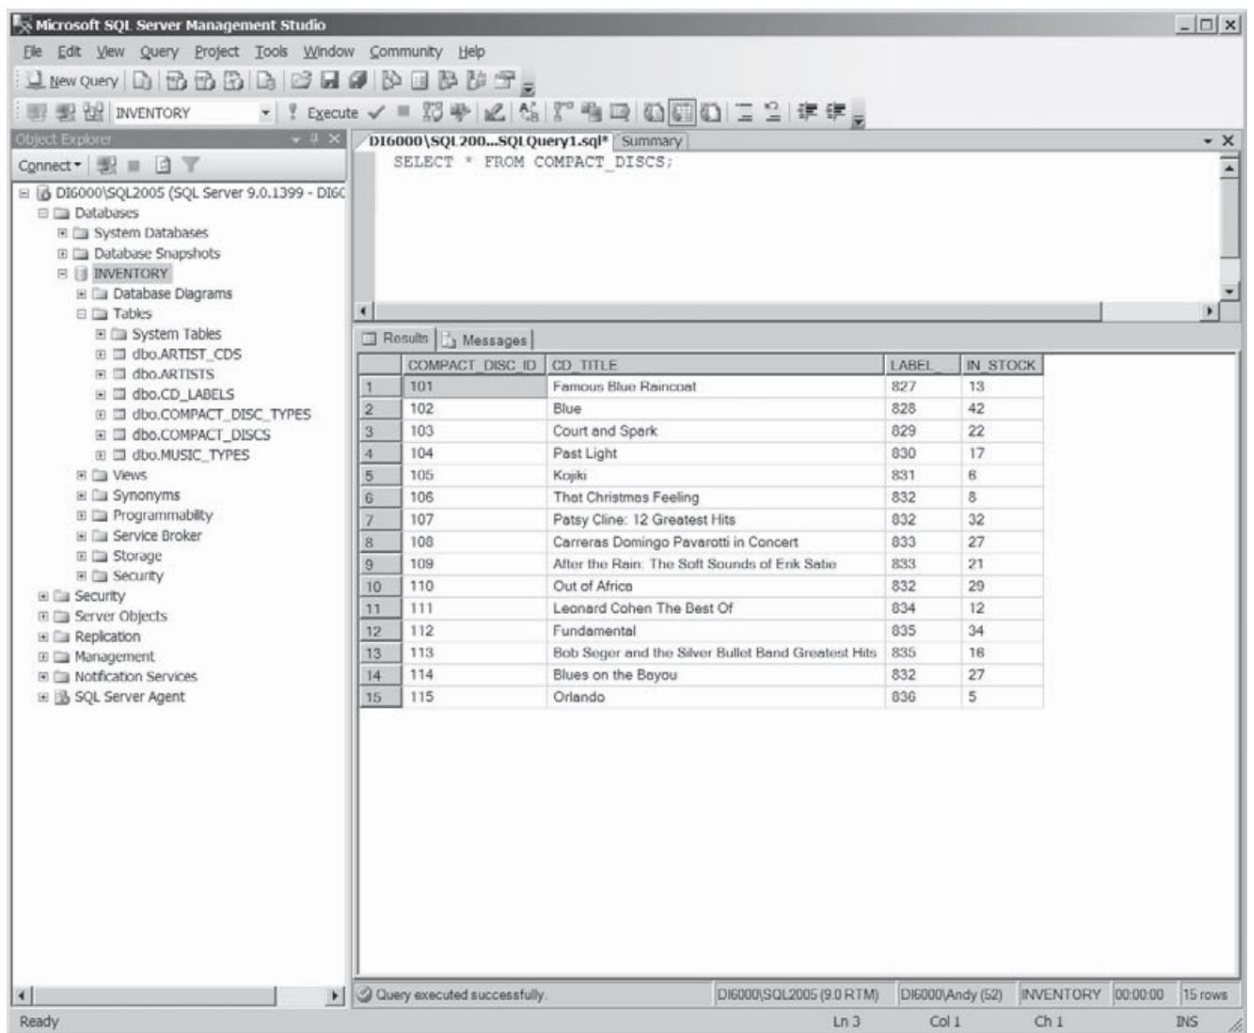 Microsoft SQL Server Management Studio
File Edit View Query Project Tools Window Community Help
New Query
INVENTORY Execute
Object Explorer
Connect
DI6000\SQL2005 (SQL Server 9.0.1399 - DI60
Databases
System Databases
Database Snapshots
INVENTORY
Database Diagrams
Tables
System Tables
dbo.ARTIST_CDS
dbo.ARTISTS
dbo.CD_LABELS
dbo.COMPACT_DISC_TYPES
dbo.COMPACT_DISCS
dbo.MUSIC_TYPES
Views
Synonyms
Programmability
Service Broker
Storage
Security
Security
Server Objects
Replication
Management
Notification Services
SQL Server Agent
DI6000\SQL200...SQLQuery1.sql* Summary
SELECT * FROM COMPACT_DISCS;
Results Messages
COMPACT_DISC_ID CD_TITLE LABEL_ IN_STOCK
1 101 Famous Blue Raincoat 827 13
2 102 Blue 828 42
3 103 Court and Spark 829 22
4 104 Past Light 830 17
5 105 Kojiki 831 6
6 106 That Christmas Feeling 832 8
7 107 Patsy Cline: 12 Greatest Hits 832 32
8 108 Carreras Domingo Pavarotti in Concert 833 27
9 109 After the Rain: The Soft Sounds of Erik Satie 833 21
10 110 Out of Africa 832 29
11 111 Leonard Cohen The Best Of 834 12
12 112 Fundamental 835 34
13 113 Bob Seger and the Silver Bullet Band Greatest Hits 835 16
14 114 Blues on the Bayou 832 27
15 115 Orlando 836 5
Query executed successfully. DI6000\SQL2005 (9.0 RTM) DI6000\Andy (52) INVENTORY 00:00:00 15 rows
Ready Ln 3 Col 1 Ch 1 INS